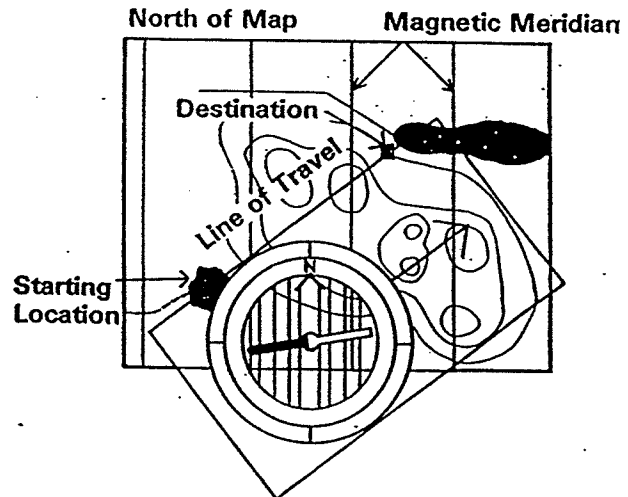 North of Map
Magnetic Meridian
Destination
Line of Travel
N
Starting
Location